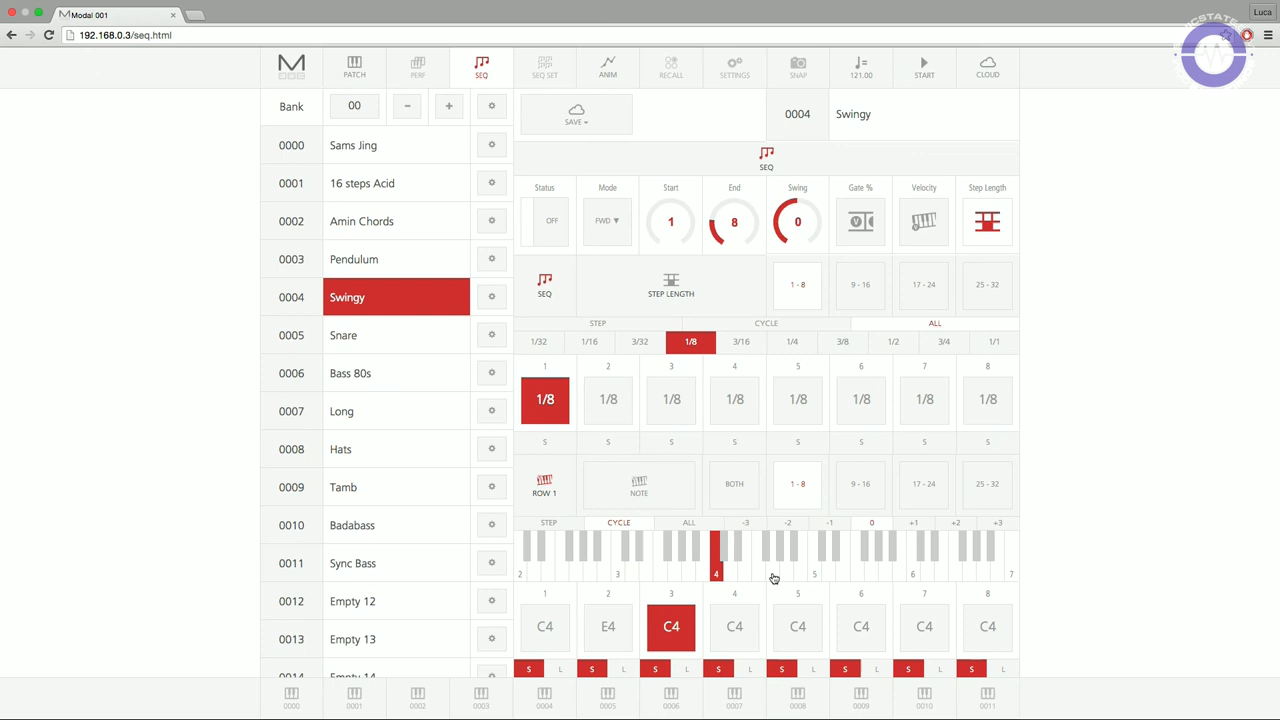 Modal 001
Luca
192.168.0.3/seq.html
PATCH
PERF
SEQ
SEQ SET
ANIM
RECALL
SETTINGS
SNAP
121.00
START
CLOUD
Bank 00 - +
SAVE
0004 Swingy
0000 Sams Jing
0001 16 steps Acid
0002 Amin Chords
0003 Pendulum
0004 Swingy
0005 Snare
0006 Bass 80s
0007 Long
0008 Hats
0009 Tamb
0010 Badabass
0011 Sync Bass
0012 Empty 12
0013 Empty 13
0014 Empty 14
SEQ
Status Mode Start End Swing Gate % Velocity Step Length
OFF FWD 1 8 0
SEQ STEP LENGTH 1 - 8 9 - 16 17 - 24 25 - 32
STEP CYCLE ALL
1/32 1/16 3/32 1/8 3/16 1/4 3/8 1/2 3/4 1/1
1 2 3 4 5 6 7 8
1/8 1/8 1/8 1/8 1/8 1/8 1/8 1/8
S S S S S S S S
ROW 1 NOTE BOTH 1 - 8 9 - 16 17 - 24 25 - 32
STEP CYCLE ALL -3 -2 -1 0 +1 +2 +3
2 3 4 5 6 7
1 2 3 4 5 6 7 8
C4 E4 C4 C4 C4 C4 C4 C4
S L S L S L S L S L S L S L S L
0000 0001 0002 0003 0004 0005 0006 0007 0008 0009 0010 0011